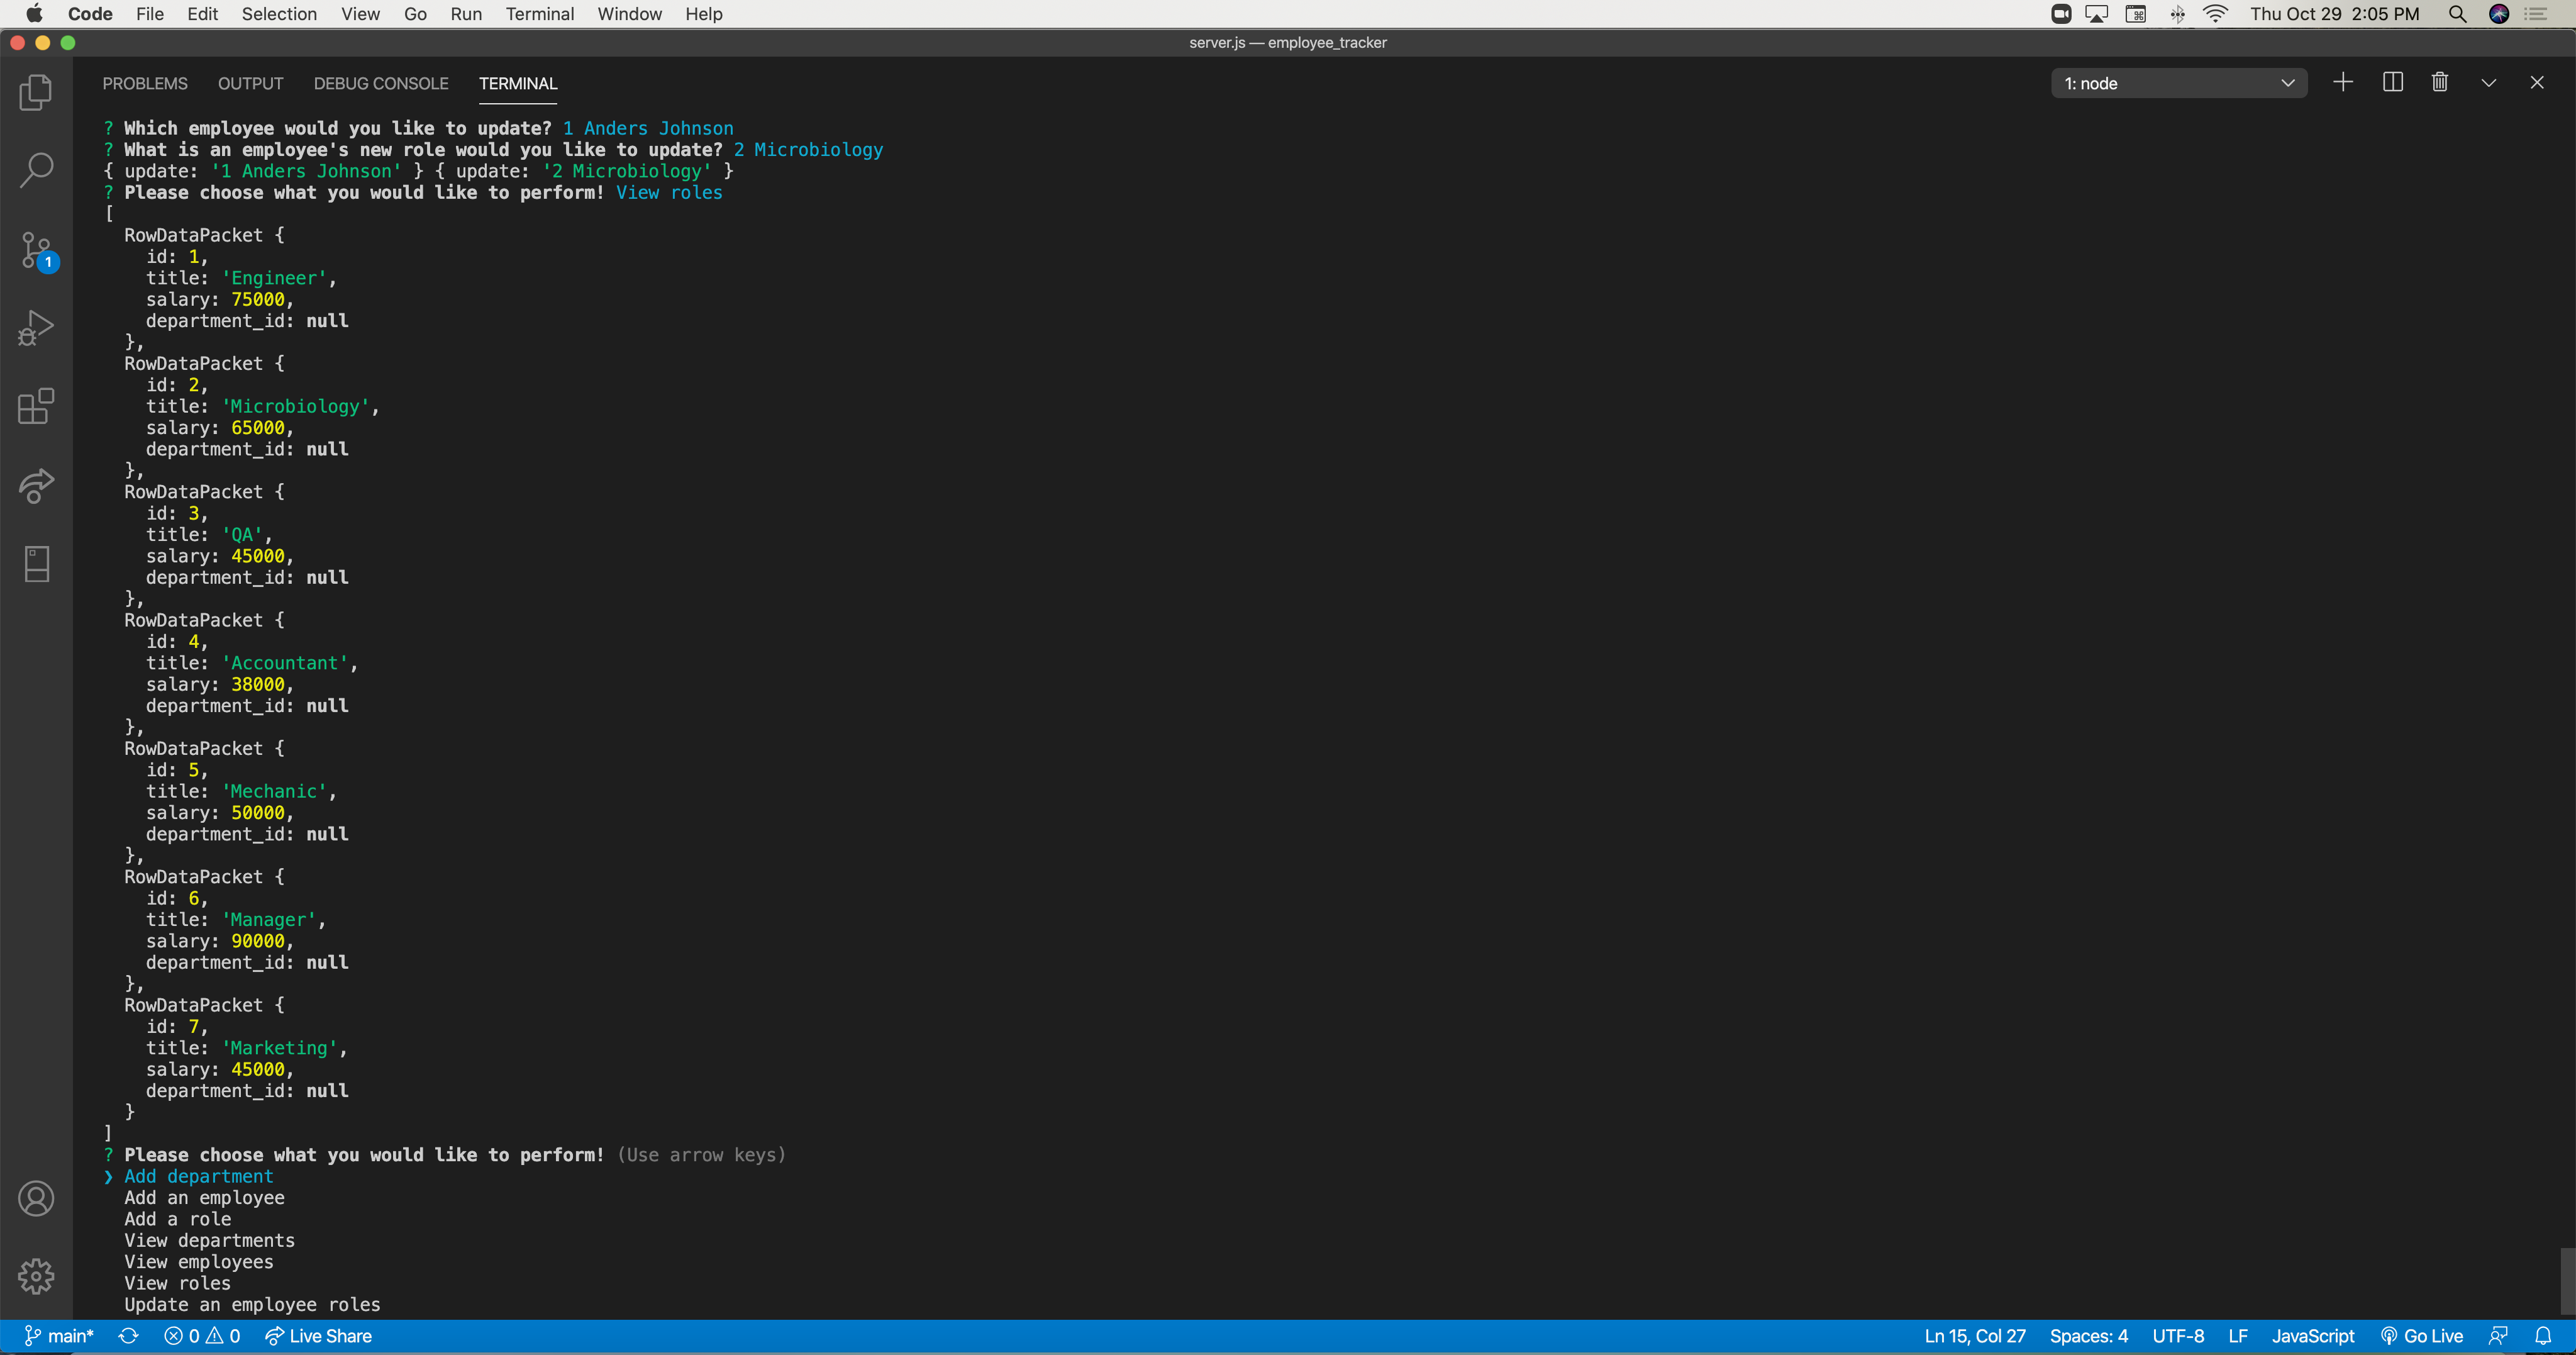 Code File Edit Selection View Go Run Terminal Window Help Thu Oct 29 2:05 PM
server.js — employee_tracker
PROBLEMS OUTPUT DEBUG CONSOLE TERMINAL 1: node
? Which employee would you like to update? 1 Anders Johnson
? What is an employee's new role would you like to update? 2 Microbiology
{ update: '1 Anders Johnson' } { update: '2 Microbiology' }
? Please choose what you would like to perform! View roles
[
RowDataPacket {
id: 1,
title: 'Engineer',
salary: 75000,
department_id: null
},
RowDataPacket {
id: 2,
title: 'Microbiology',
salary: 65000,
department_id: null
},
RowDataPacket {
id: 3,
title: 'QA',
salary: 45000,
department_id: null
},
RowDataPacket {
id: 4,
title: 'Accountant',
salary: 38000,
department_id: null
},
RowDataPacket {
id: 5,
title: 'Mechanic',
salary: 50000,
department_id: null
},
RowDataPacket {
id: 6,
title: 'Manager',
salary: 90000,
department_id: null
},
RowDataPacket {
id: 7,
title: 'Marketing',
salary: 45000,
department_id: null
}
]
? Please choose what you would like to perform! (Use arrow keys)
❯ Add department
Add an employee
Add a role
View departments
View employees
View roles
Update an employee roles
1
main* 0 0 Live Share Ln 15, Col 27 Spaces: 4 UTF-8 LF JavaScript Go Live